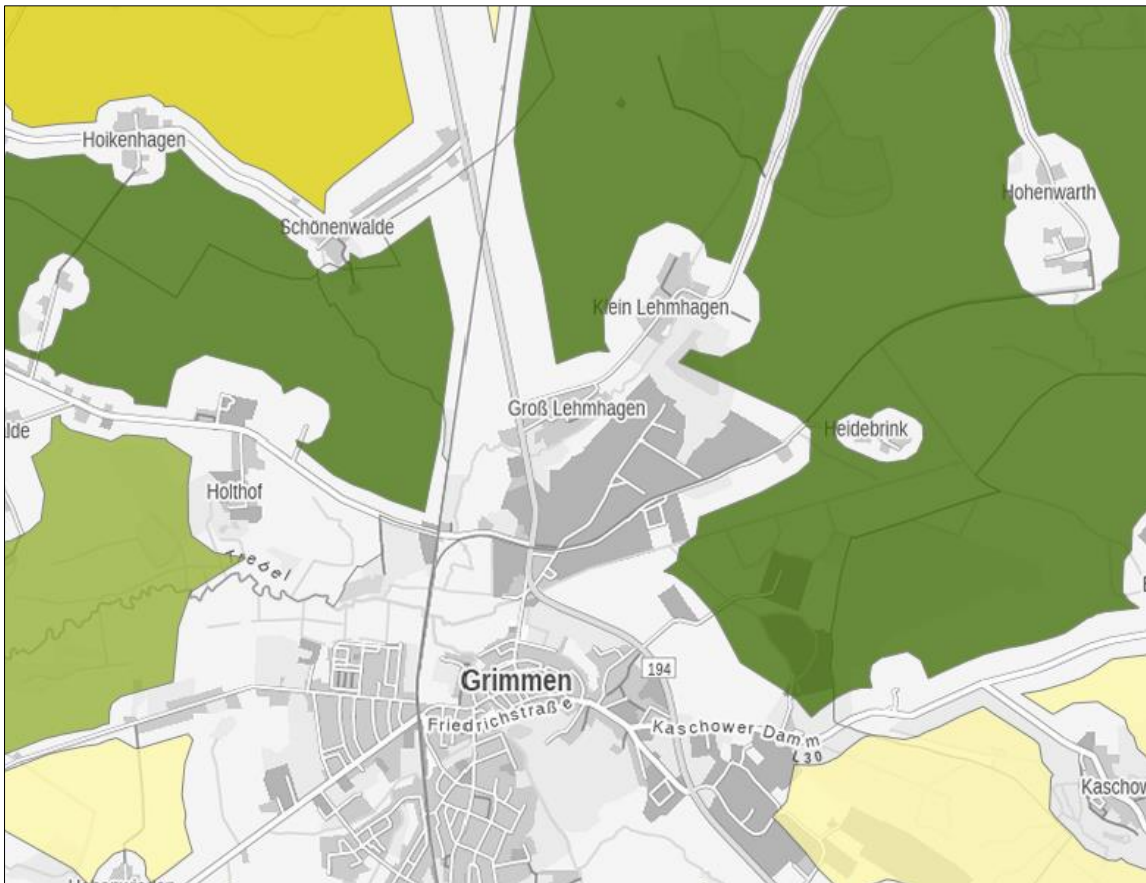 Hoikenhagen
Hohenwarth
Schönenwalde
Klein Lehmhagen
Groß Lehmhagen
Heidebrink
Holthof
Trebel
194
Grimmen
Friedrichstraße
Kaschower Damm
L30